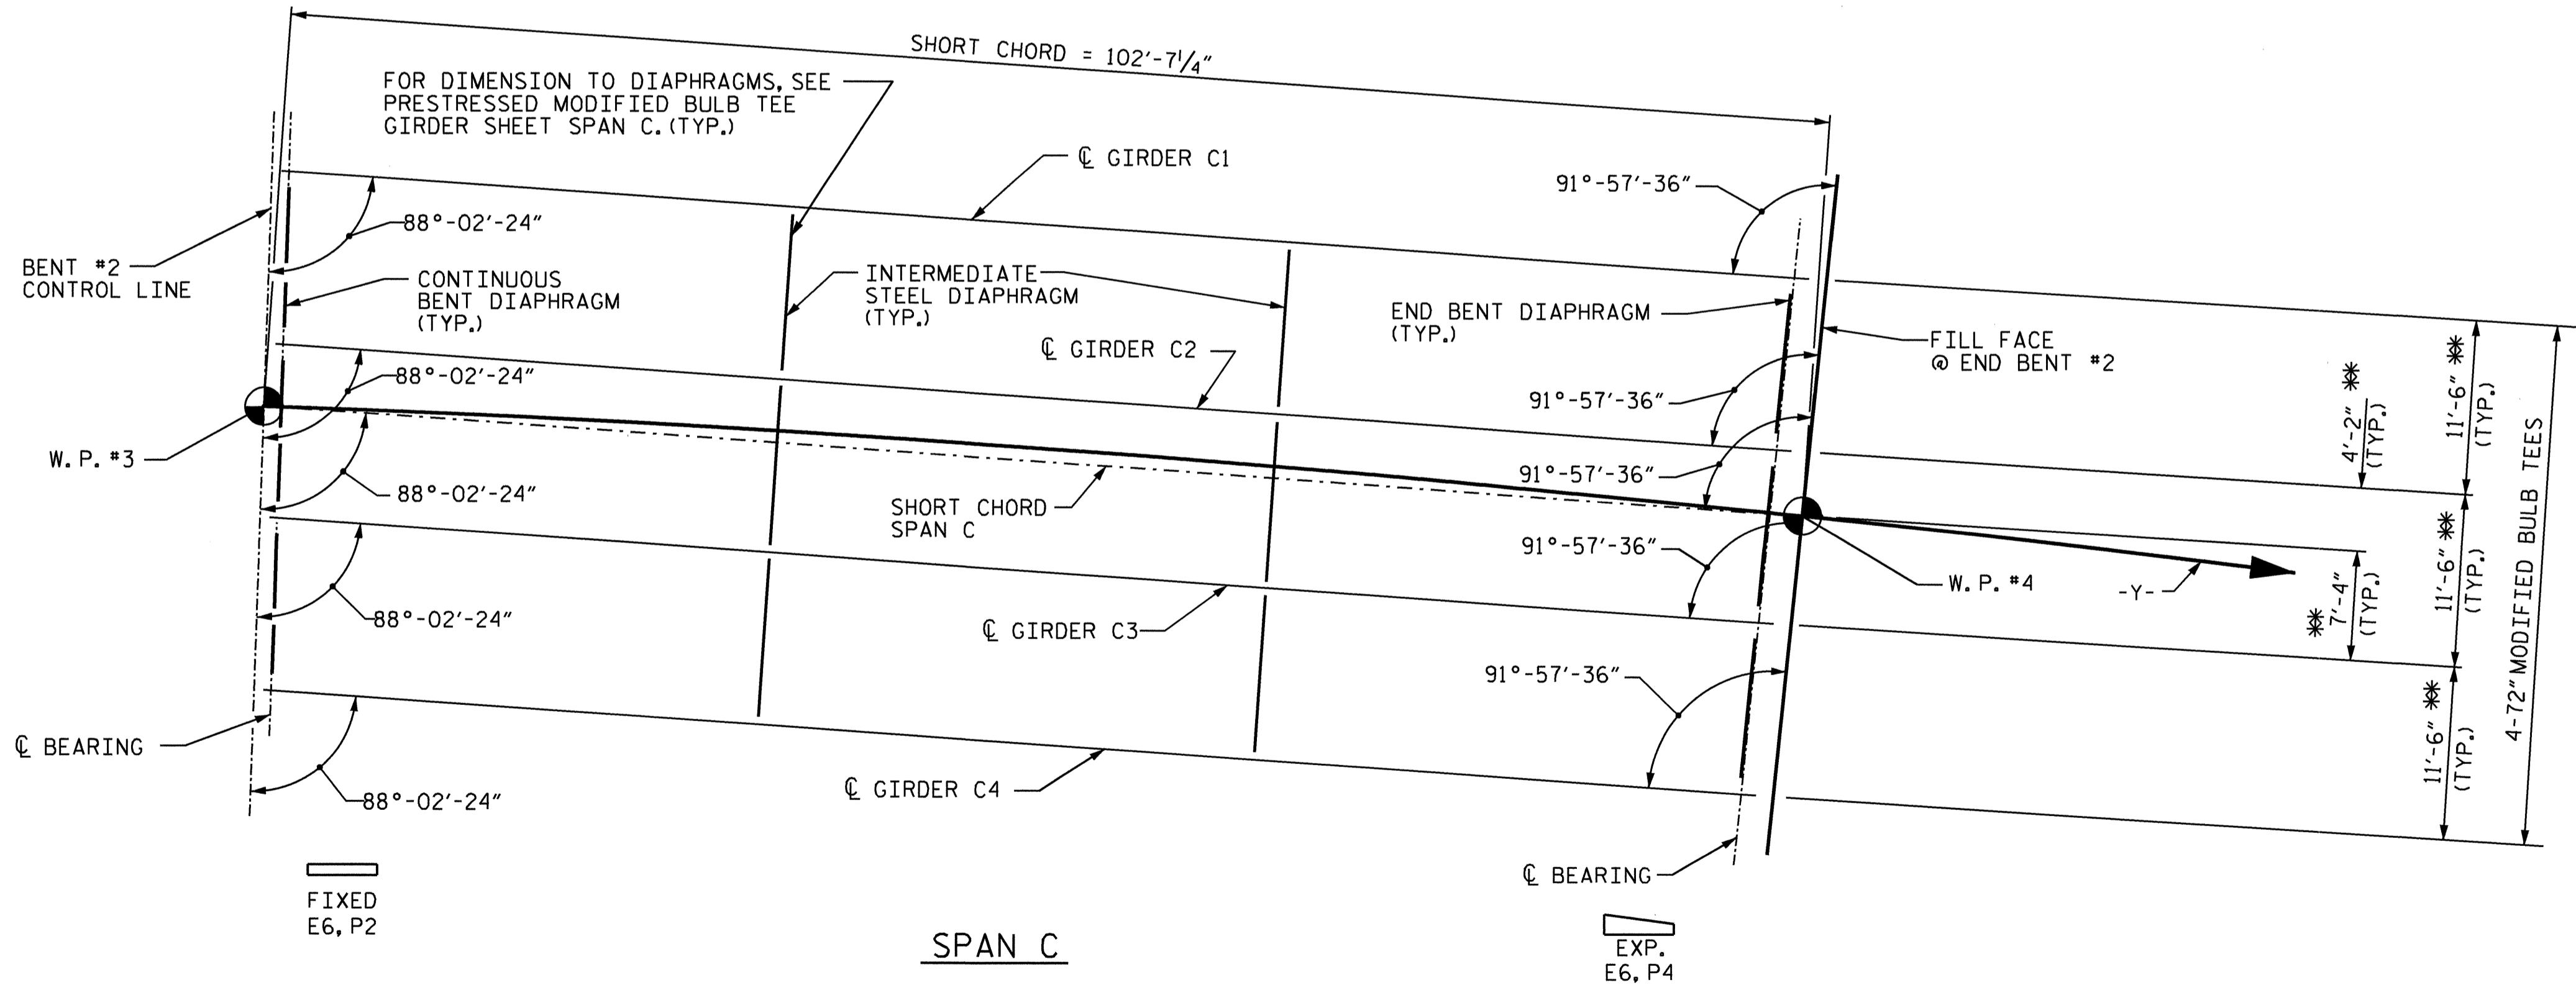 SHORT CHORD = 102'-7 1/4"
FOR DIMENSION TO DIAPHRAGMS, SEE
PRESTRESSED MODIFIED BULB TEE
GIRDER SHEET SPAN C. (TYP.)
℄ GIRDER C1
91°-57'-36"
88°-02'-24"
BENT #2
CONTROL LINE
CONTINUOUS
BENT DIAPHRAGM
(TYP.)
INTERMEDIATE
STEEL DIAPHRAGM
(TYP.)
END BENT DIAPHRAGM
(TYP.)
℄ GIRDER C2
FILL FACE
@ END BENT #2
88°-02'-24"
91°-57'-36"
4'-2" **
(TYP.)
11'-6" **
(TYP.)
W.P. #3
88°-02'-24"
91°-57'-36"
SHORT CHORD
SPAN C
91°-57'-36"
W.P. #4
-Y-
** 7'-4"
(TYP.)
11'-6" **
(TYP.)
4-72" MODIFIED BULB TEES
88°-02'-24"
℄ GIRDER C3
91°-57'-36"
11'-6" **
(TYP.)
℄ BEARING
88°-02'-24"
℄ GIRDER C4
℄ BEARING
FIXED
E6, P2
SPAN C
EXP.
E6, P4